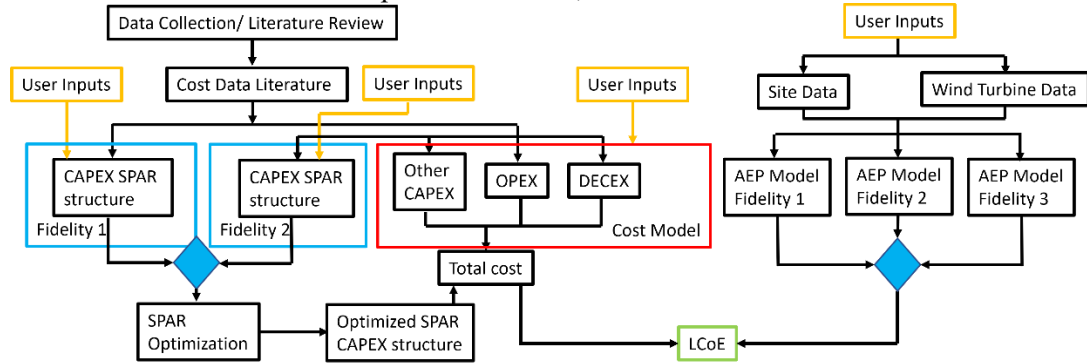 Data Collection/ Literature Review
User Inputs
User Inputs
Cost Data Literature
User Inputs
User Inputs
Site Data
Wind Turbine Data
CAPEX SPAR
structure
Fidelity 1
CAPEX SPAR
structure
Fidelity 2
Other
CAPEX
OPEX
DECEX
Cost Model
AEP Model
Fidelity 1
AEP Model
Fidelity 2
AEP Model
Fidelity 3
Total cost
SPAR
Optimization
Optimized SPAR
CAPEX structure
LCoE